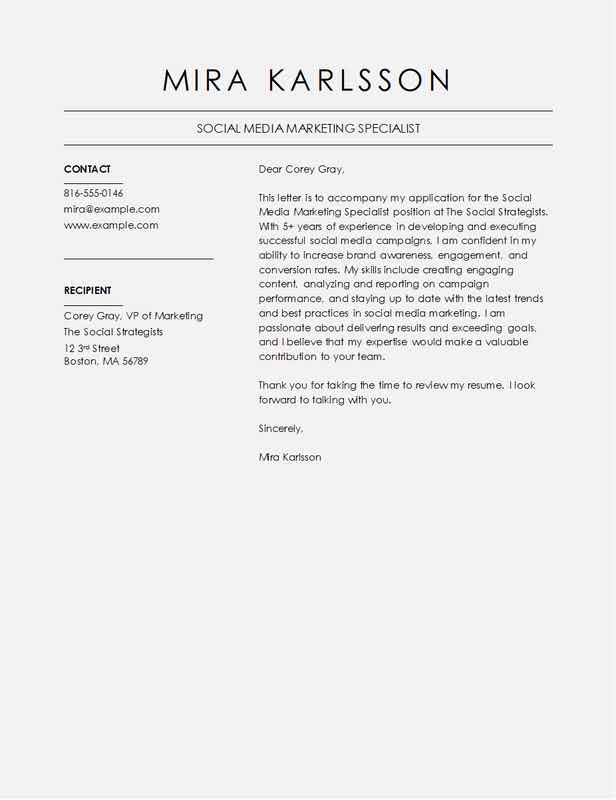 MIRA KARLSSON
SOCIAL MEDIA MARKETING SPECIALIST
CONTACT
816-555-0146
mira@example.com
www.example.com
RECIPIENT
Corey Gray, VP of Marketing
The Social Strategists
12 3rd Street
Boston, MA 56789
Dear Corey Gray,
This letter is to accompany my application for the Social
Media Marketing Specialist position at The Social Strategists.
With 5+ years of experience in developing and executing
successful social media campaigns, I am confident in my
ability to increase brand awareness, engagement, and
conversion rates. My skills include creating engaging
content, analyzing and reporting on campaign
performance, and staying up to date with the latest trends
and best practices in social media marketing. I am
passionate about delivering results and exceeding goals,
and I believe that my expertise would make a valuable
contribution to your team.
Thank you for taking the time to review my resume. I look
forward to talking with you.
Sincerely,
Mira Karlsson